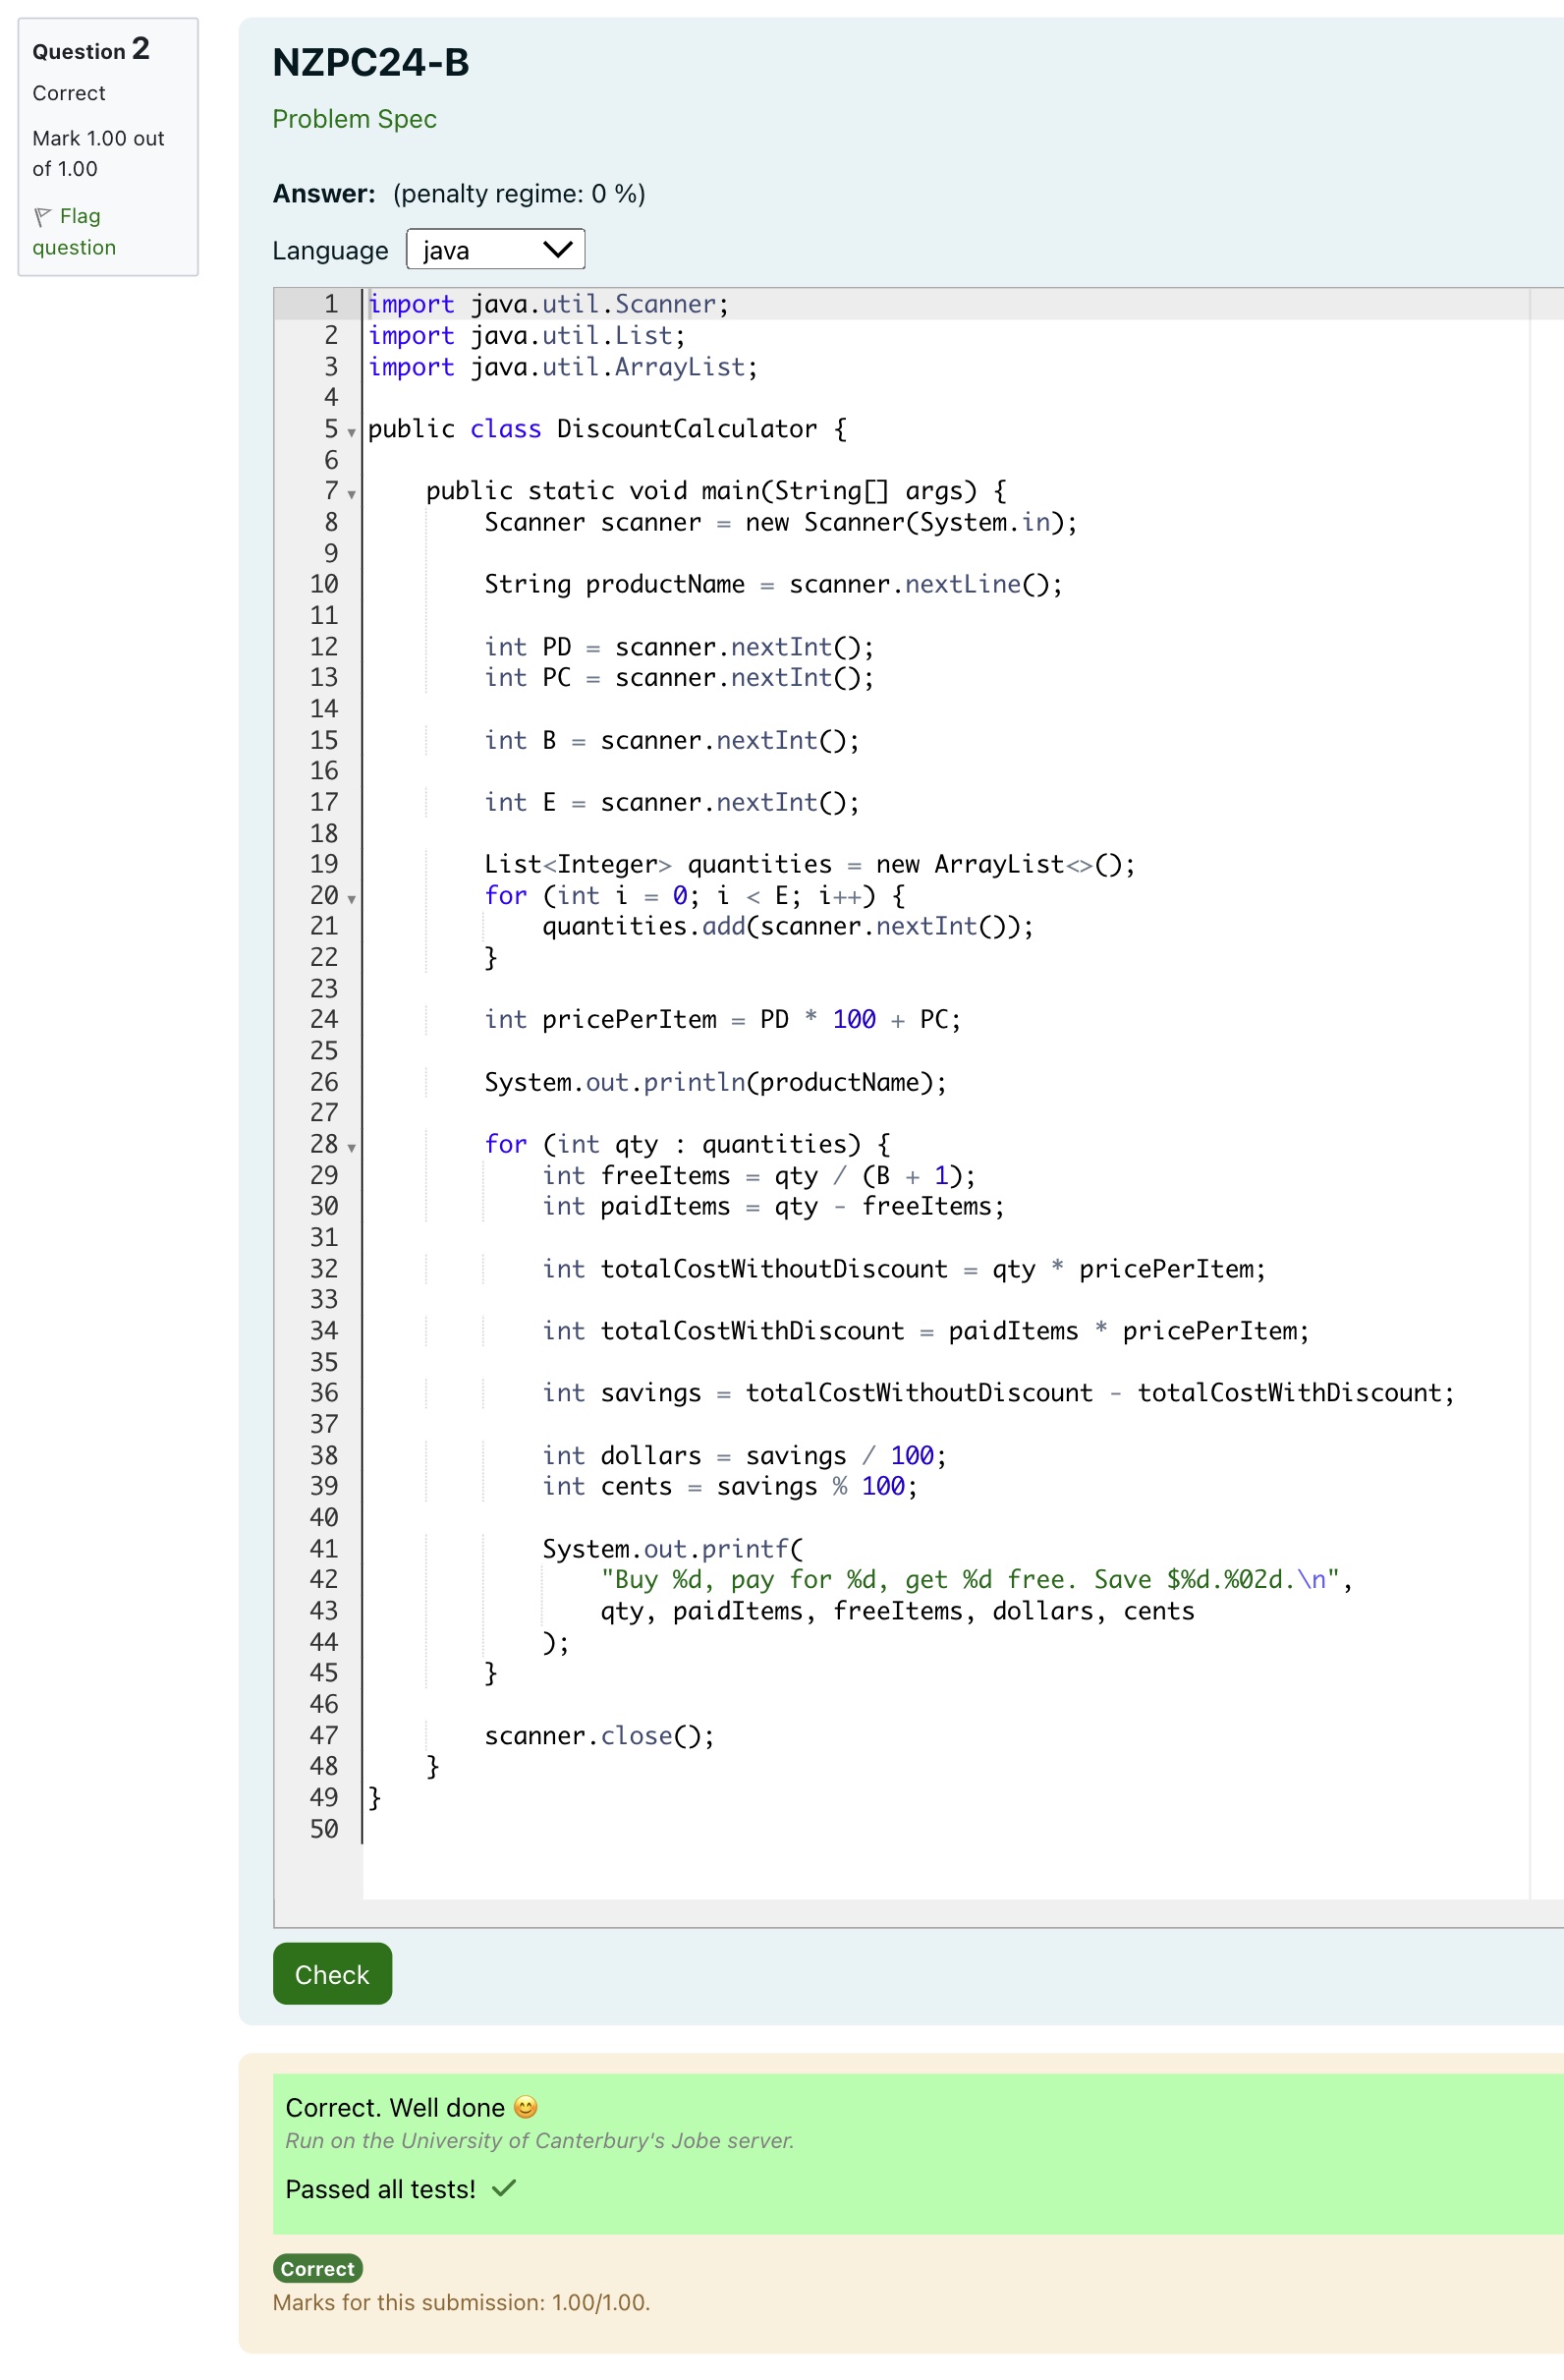 Question 2
Correct
Mark 1.00 out
of 1.00
Flag
question
NZPC24-B
Problem Spec
Answer: (penalty regime: 0 %)
Language java
1 import java.util.Scanner;
2 import java.util.List;
3 import java.util.ArrayList;
4
5 public class DiscountCalculator {
6
7     public static void main(String[] args) {
8         Scanner scanner = new Scanner(System.in);
9
10         String productName = scanner.nextLine();
11
12         int PD = scanner.nextInt();
13         int PC = scanner.nextInt();
14
15         int B = scanner.nextInt();
16
17         int E = scanner.nextInt();
18
19         List<Integer> quantities = new ArrayList<>();
20         for (int i = 0; i < E; i++) {
21             quantities.add(scanner.nextInt());
22         }
23
24         int pricePerItem = PD * 100 + PC;
25
26         System.out.println(productName);
27
28         for (int qty : quantities) {
29             int freeItems = qty / (B + 1);
30             int paidItems = qty - freeItems;
31
32             int totalCostWithoutDiscount = qty * pricePerItem;
33
34             int totalCostWithDiscount = paidItems * pricePerItem;
35
36             int savings = totalCostWithoutDiscount - totalCostWithDiscount;
37
38             int dollars = savings / 100;
39             int cents = savings % 100;
40
41             System.out.printf(
42                 "Buy %d, pay for %d, get %d free. Save $%d.%02d.\n",
43                 qty, paidItems, freeItems, dollars, cents
44             );
45         }
46
47         scanner.close();
48     }
49 }
50
Check
Correct. Well done 😊
Run on the University of Canterbury's Jobe server.
Passed all tests! ✓
Correct
Marks for this submission: 1.00/1.00.